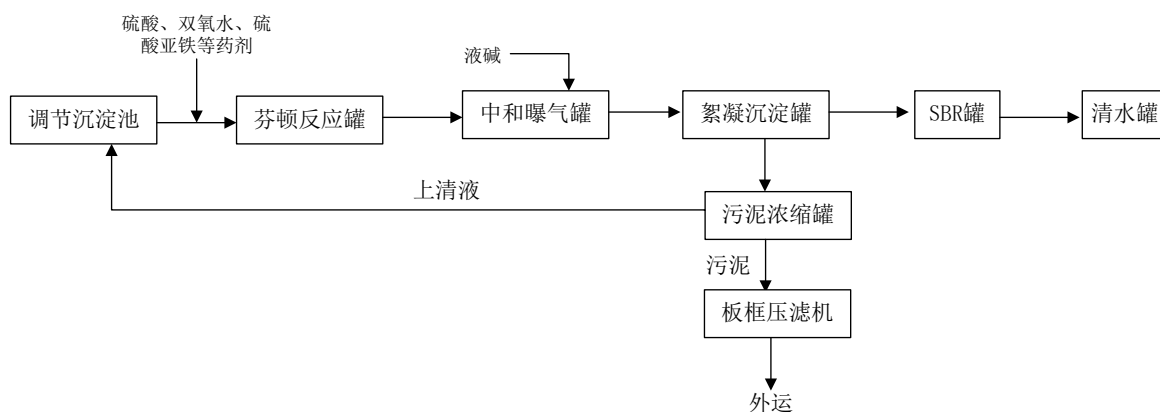 硫酸、双氧水、硫
酸亚铁等药剂
液碱
调节沉淀池
芬顿反应罐
中和曝气罐
絮凝沉淀罐
SBR罐
清水罐
上清液
污泥浓缩罐
污泥
板框压滤机
外运